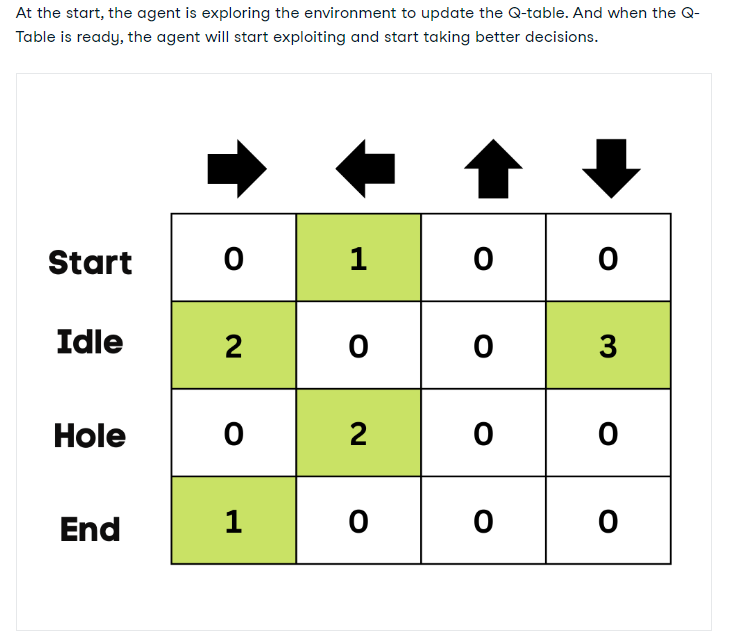 At the start, the agent is exploring the environment to update the Q-table. And when the Q-
Table is ready, the agent will start exploiting and start taking better decisions.
Start 0 1 0 0
Idle 2 0 0 3
Hole 0 2 0 0
End 1 0 0 0